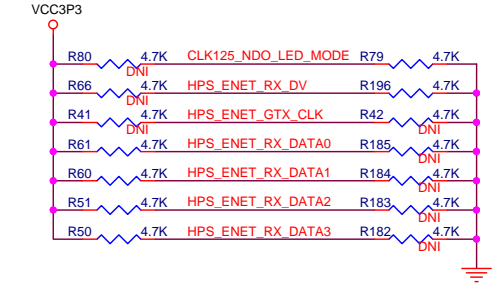 VCC3P3
R80 4.7K CLK125_NDO_LED_MODE R79 4.7K
DNI
R66 4.7K HPS_ENET_RX_DV R196 4.7K
DNI
R41 4.7K HPS_ENET_GTX_CLK R42 4.7K
DNI DNI
R61 4.7K HPS_ENET_RX_DATA0 R185 4.7K
DNI
R60 4.7K HPS_ENET_RX_DATA1 R184 4.7K
DNI
R51 4.7K HPS_ENET_RX_DATA2 R183 4.7K
DNI
R50 4.7K HPS_ENET_RX_DATA3 R182 4.7K
DNI